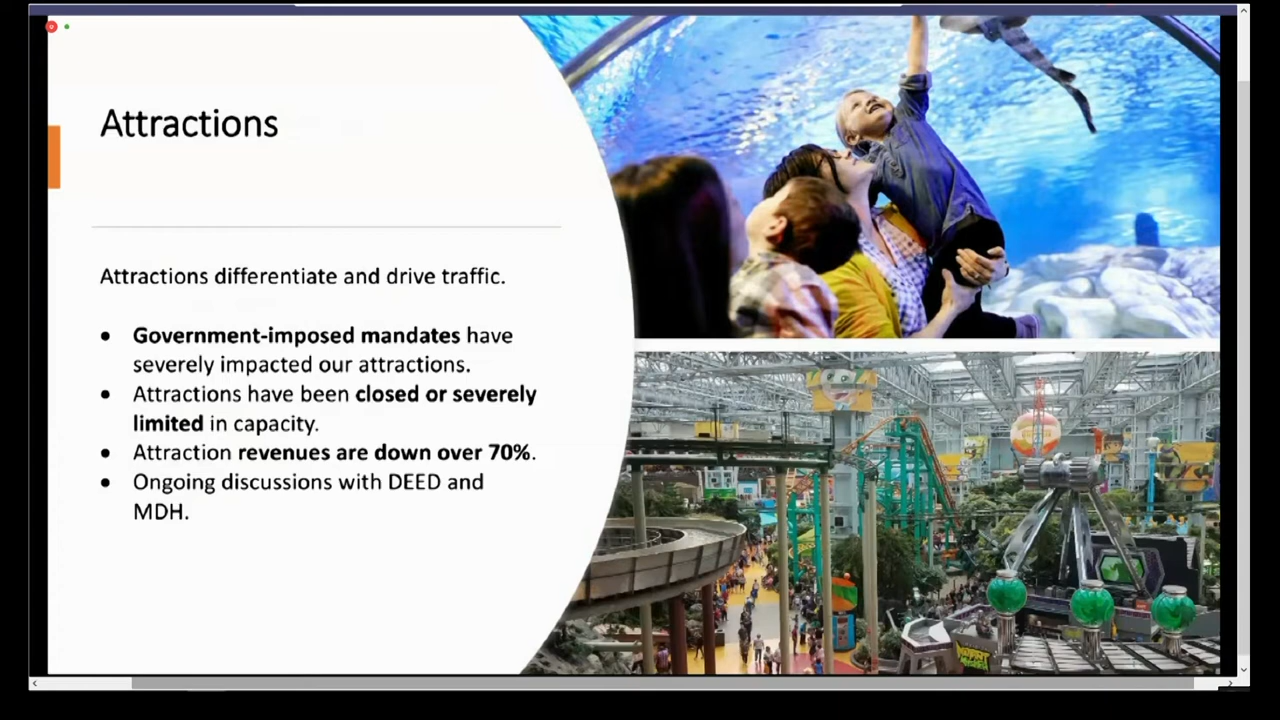 Attractions
Attractions differentiate and drive traffic.
● Government-imposed mandates have
severely impacted our attractions.
● Attractions have been closed or severely
limited in capacity.
● Attraction revenues are down over 70%.
● Ongoing discussions with DEED and
MDH.